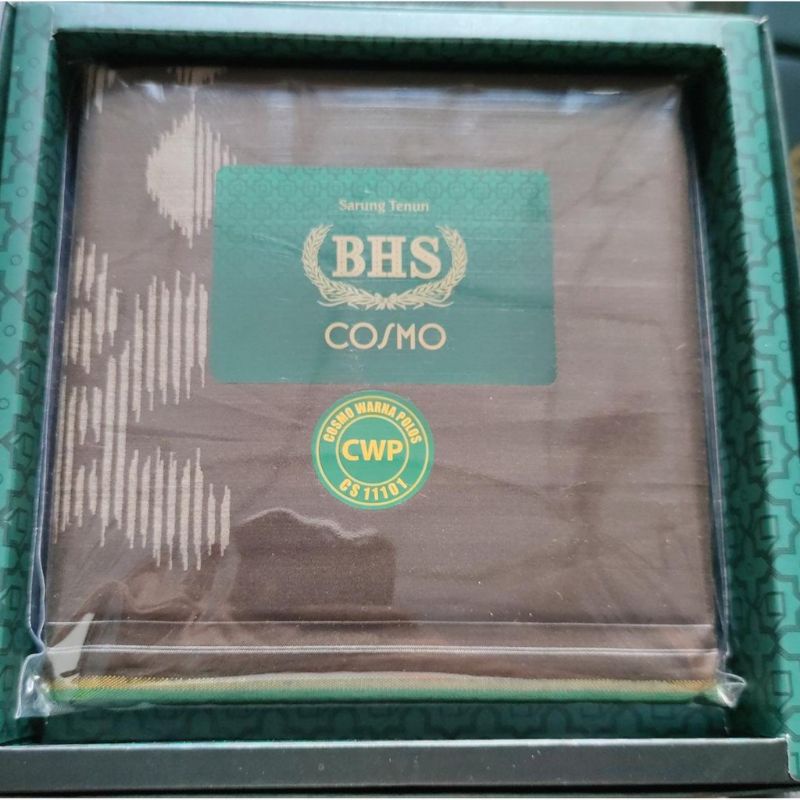 Sarung Tenun
BHS
COSMO
COSMO WARNA POLOS
CWP
CS 11101